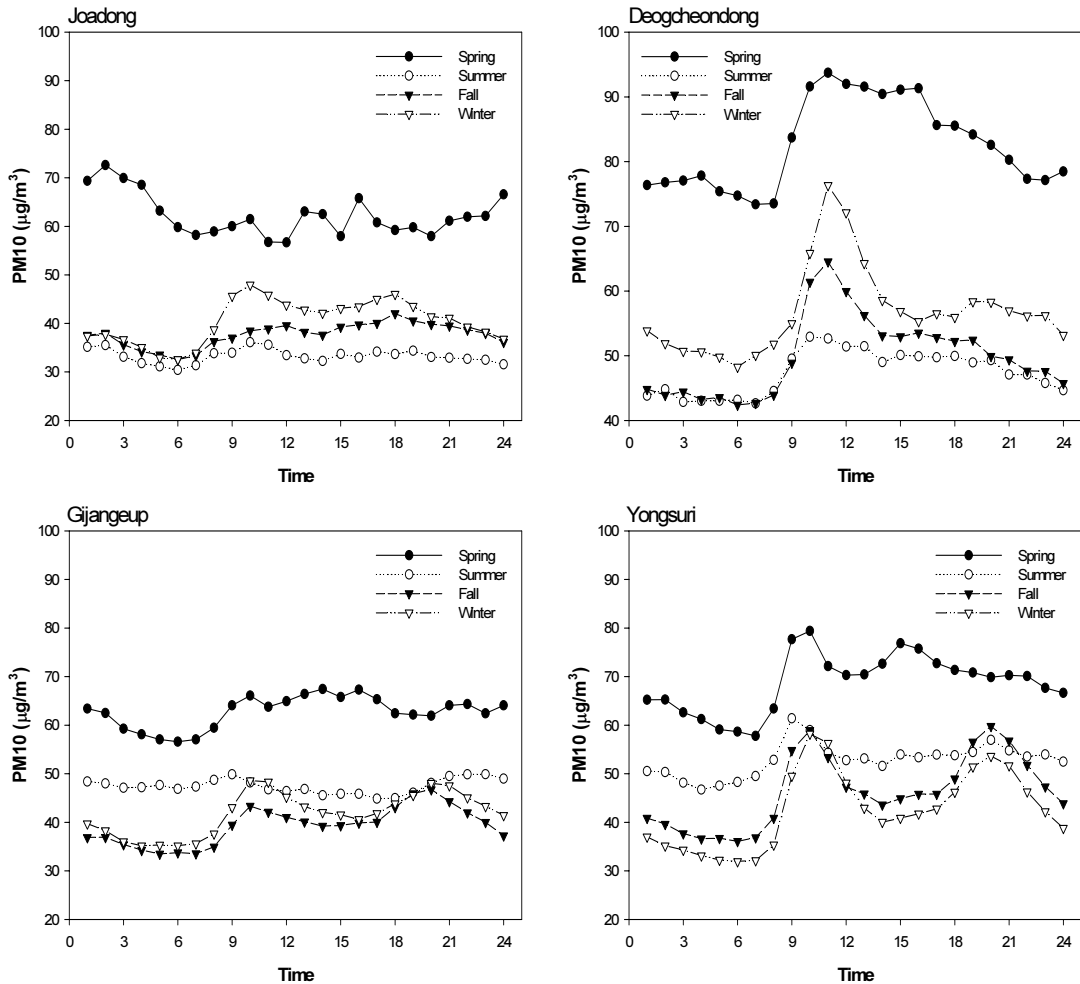 Joadong
PM10 (μg/m³)
100
90
80
70
60
50
40
30
20
0 3 6 9 12 15 18 21 24
Time
Spring
Summer
Fall
Winter
Deogcheondong
PM10 (μg/m³)
100
90
80
70
60
50
40
0 3 6 9 12 15 18 21 24
Time
Spring
Summer
Fall
Winter
Gijangeup
PM10 (μg/m³)
100
90
80
70
60
50
40
30
20
0 3 6 9 12 15 18 21 24
Time
Spring
Summer
Fall
Winter
Yongsuri
PM10 (μg/m³)
100
90
80
70
60
50
40
30
20
0 3 6 9 12 15 18 21 24
Time
Spring
Summer
Fall
Winter